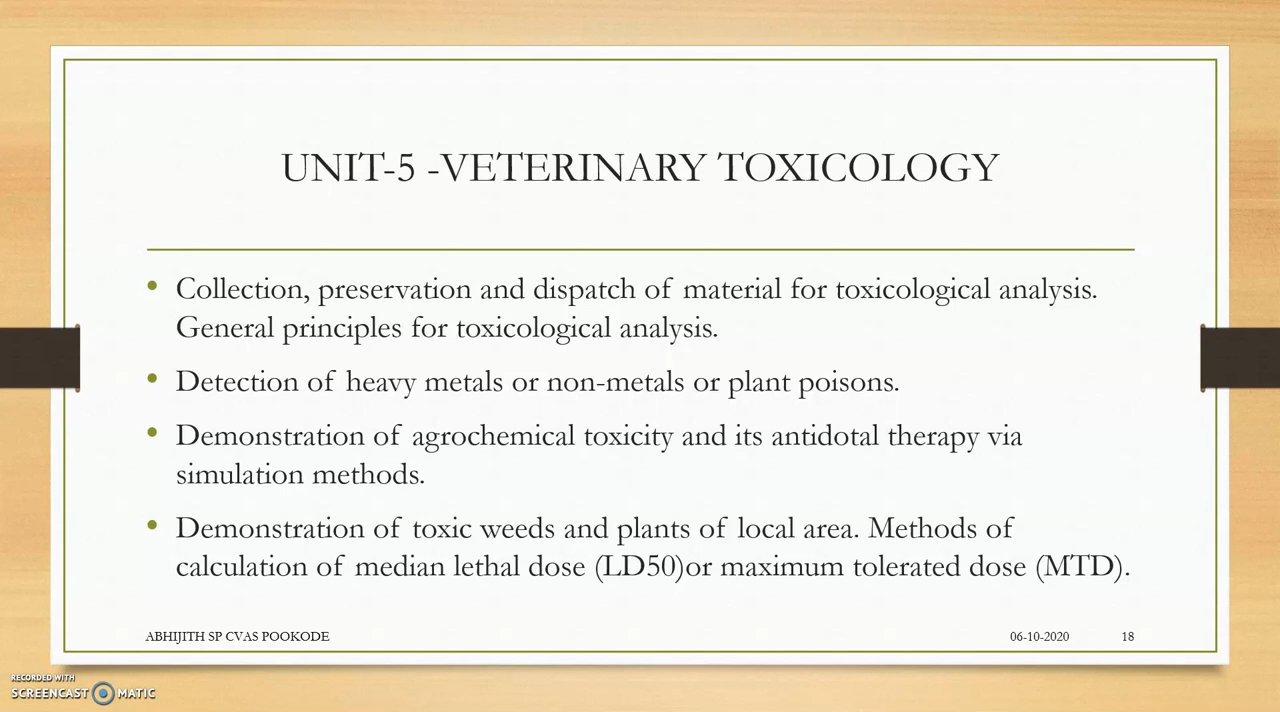 UNIT-5 -VETERINARY TOXICOLOGY
• Collection, preservation and dispatch of material for toxicological analysis.
General principles for toxicological analysis.
• Detection of heavy metals or non-metals or plant poisons.
• Demonstration of agrochemical toxicity and its antidotal therapy via
simulation methods.
• Demonstration of toxic weeds and plants of local area. Methods of
calculation of median lethal dose (LD50)or maximum tolerated dose (MTD).
ABHIJITH SP CVAS POOKODE 06-10-2020 18
RECORDED WITH
SCREENCAST MATIC